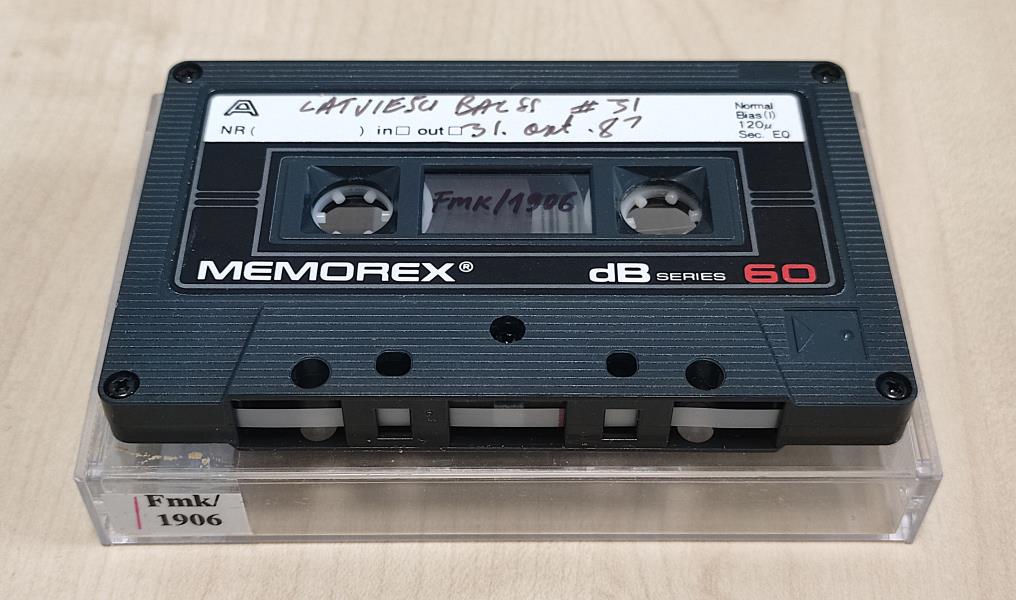 A
LATVIEŠU BALSS # 31
NR ( ) in □ out □ 31. okt. 87
Normal
Bias(I)
120μ
Sec. EQ
Fmk/1906
MEMOREX®
dB SERIES 60
Fmk/
1906